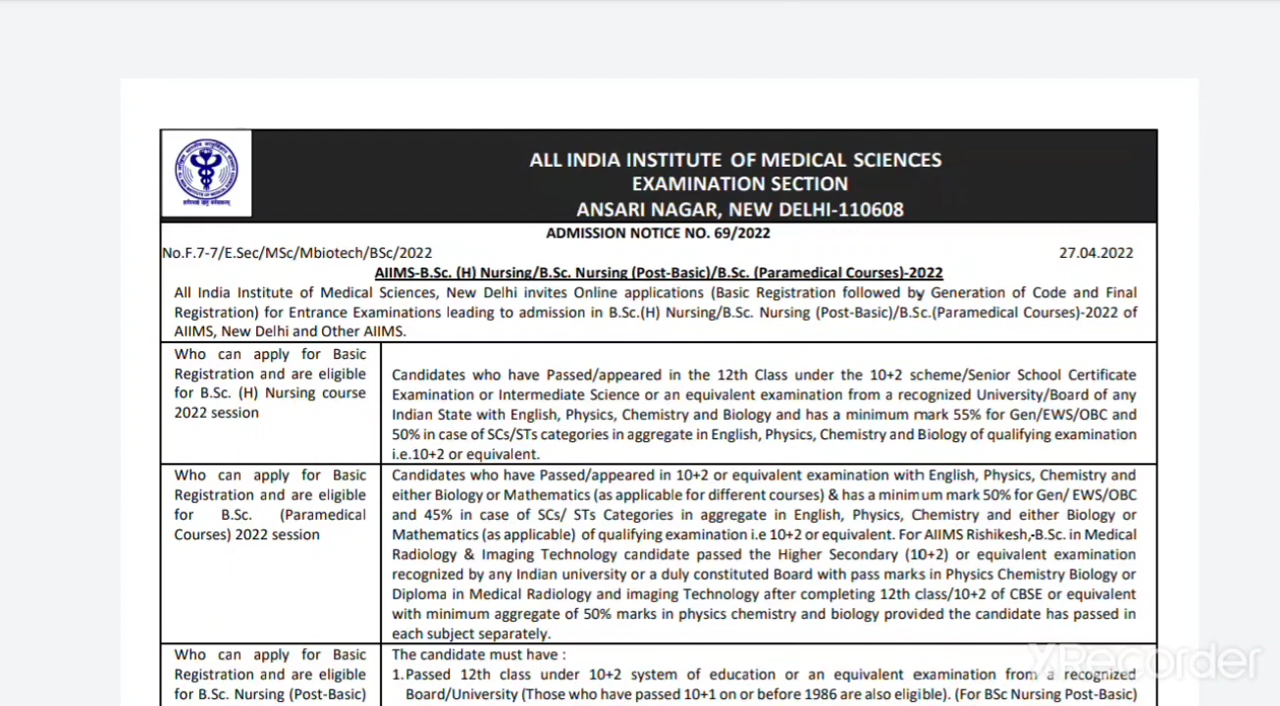 ALL INDIA INSTITUTE OF MEDICAL SCIENCES
EXAMINATION SECTION
ANSARI NAGAR, NEW DELHI-110608
ADMISSION NOTICE NO. 69/2022
No.F.7-7/E.Sec/MSc/Mbiotech/BSc/2022 27.04.2022
AIIMS-B.Sc. (H) Nursing/B.Sc. Nursing (Post-Basic)/B.Sc. (Paramedical Courses)-2022
All India Institute of Medical Sciences, New Delhi invites Online applications (Basic Registration followed by Generation of Code and Final
Registration) for Entrance Examinations leading to admission in B.Sc.(H) Nursing/B.Sc. Nursing (Post-Basic)/B.Sc.(Paramedical Courses)-2022 of
AIIMS, New Delhi and Other AIIMS.
Who can apply for Basic
Registration and are eligible
for B.Sc. (H) Nursing course
2022 session
Candidates who have Passed/appeared in the 12th Class under the 10+2 scheme/Senior School Certificate
Examination or Intermediate Science or an equivalent examination from a recognized University/Board of any
Indian State with English, Physics, Chemistry and Biology and has a minimum mark 55% for Gen/EWS/OBC and
50% in case of SCs/STs categories in aggregate in English, Physics, Chemistry and Biology of qualifying examination
i.e.10+2 or equivalent.
Who can apply for Basic
Registration and are eligible
for B.Sc. (Paramedical
Courses) 2022 session
Candidates who have Passed/appeared in 10+2 or equivalent examination with English, Physics, Chemistry and
either Biology or Mathematics (as applicable for different courses) & has a minimum mark 50% for Gen/ EWS/OBC
and 45% in case of SCs/ STs Categories in aggregate in English, Physics, Chemistry and either Biology or
Mathematics (as applicable) of qualifying examination i.e 10+2 or equivalent. For AIIMS Rishikesh,-B.Sc. in Medical
Radiology & Imaging Technology candidate passed the Higher Secondary (10+2) or equivalent examination
recognized by any Indian university or a duly constituted Board with pass marks in Physics Chemistry Biology or
Diploma in Medical Radiology and imaging Technology after completing 12th class/10+2 of CBSE or equivalent
with minimum aggregate of 50% marks in physics chemistry and biology provided the candidate has passed in
each subject separately.
Who can apply for Basic
Registration and are eligible
for B.Sc. Nursing (Post-Basic)
The candidate must have :
1.Passed 12th class under 10+2 system of education or an equivalent examination from a recognized
Board/University (Those who have passed 10+1 on or before 1986 are also eligible). (For BSc Nursing Post-Basic)
XRecorder